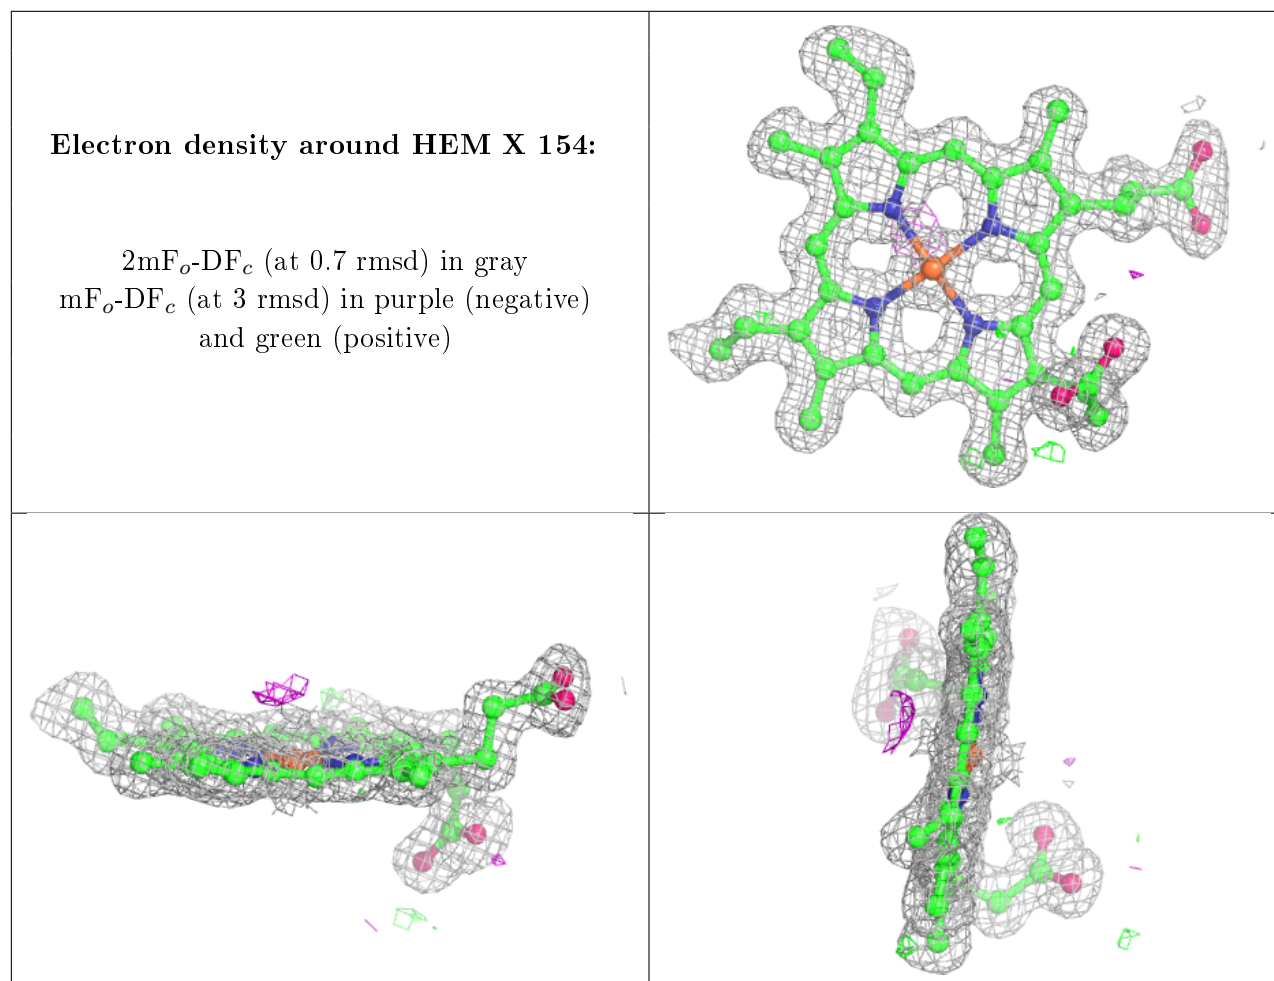 Electron density around HEM X 154:
2mFo-DFc (at 0.7 rmsd) in gray
mFo-DFc (at 3 rmsd) in purple (negative)
and green (positive)